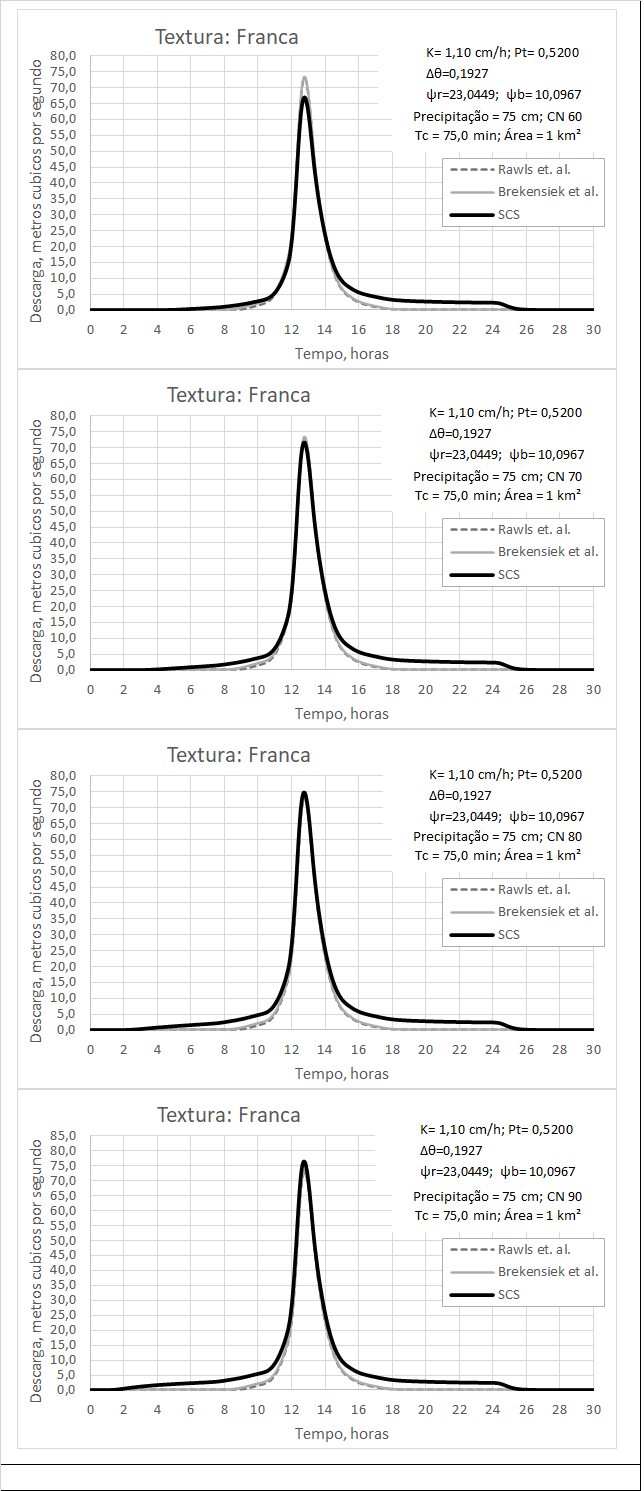 Textura: Franca
K= 1,10 cm/h; Pt= 0,5200
Δθ=0,1927
ψr=23,0449;  ψb= 10,0967
Precipitação = 75 cm; CN 60
Tc = 75,0 min; Área = 1 km²
Rawls et. al.
Brekensiek et al.
SCS
Descarga, metros cubicos por segundo
80,0
75,0
70,0
65,0
60,0
55,0
50,0
45,0
40,0
35,0
30,0
25,0
20,0
15,0
10,0
5,0
0,0
0 2 4 6 8 10 12 14 16 18 20 22 24 26 28 30
Tempo, horas
Textura: Franca
K= 1,10 cm/h; Pt= 0,5200
Δθ=0,1927
ψr=23,0449;  ψb= 10,0967
Precipitação = 75 cm; CN 70
Tc = 75,0 min; Área = 1 km²
Rawls et. al.
Brekensiek et al.
SCS
Descarga, metros cubicos por segundo
80,0
75,0
70,0
65,0
60,0
55,0
50,0
45,0
40,0
35,0
30,0
25,0
20,0
15,0
10,0
5,0
0,0
0 2 4 6 8 10 12 14 16 18 20 22 24 26 28 30
Tempo, horas
Textura: Franca
K= 1,10 cm/h; Pt= 0,5200
Δθ=0,1927
ψr=23,0449;  ψb= 10,0967
Precipitação = 75 cm; CN 80
Tc = 75,0 min; Área = 1 km²
Rawls et. al.
Brekensiek et al.
SCS
Descarga, metros cubicos por segundo
80,0
75,0
70,0
65,0
60,0
55,0
50,0
45,0
40,0
35,0
30,0
25,0
20,0
15,0
10,0
5,0
0,0
0 2 4 6 8 10 12 14 16 18 20 22 24 26 28 30
Tempo, horas
Textura: Franca
K= 1,10 cm/h; Pt= 0,5200
Δθ=0,1927
ψr=23,0449;  ψb= 10,0967
Precipitação = 75 cm; CN 90
Tc = 75,0 min; Área = 1 km²
Rawls et. al.
Brekensiek et al.
SCS
Descarga, metros cubicos por segundo
85,0
80,0
75,0
70,0
65,0
60,0
55,0
50,0
45,0
40,0
35,0
30,0
25,0
20,0
15,0
10,0
5,0
0,0
0 2 4 6 8 10 12 14 16 18 20 22 24 26 28 30
Tempo, horas